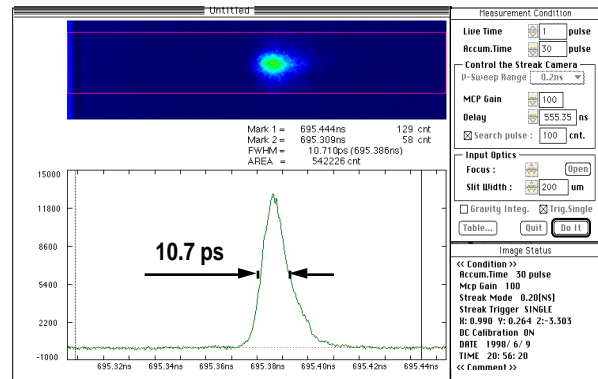 Untitled
Mark 1 = 695.444ns 129 cnt
Mark 2 = 695.309ns 58 cnt
FWHM = 10.710ps (695.386ns)
AREA = 542226 cnt
15000
11800
8600
5400
2200
-1000
10.7 ps
695.32ns 695.34ns 695.36ns 695.38ns 695.40ns 695.42ns 695.44ns
Measurement Condition
Live Time 1 pulse
Accum.Time 30 pulse
Control the Streak Camera
V-Sweep Range 0.2ns
MCP Gain 100
Delay 555.35 ns
Search pulse : 100 cnt.
Input Optics
Focus : Open
Slit Width : 200 um
Gravity Integ. Trig.Single
Table... Quit Do It
Image Status
<< Condition >>
Accum.Time 30 pulse
Mcp Gain 100
Streak Mode 0.20[NS]
Streak Trigger SINGLE
X: 0.990 Y: 0.264 Z:-3.303
DC Calibration ON
DATE 1998/ 6/ 9
TIME 20: 56: 20
<< Comment >>